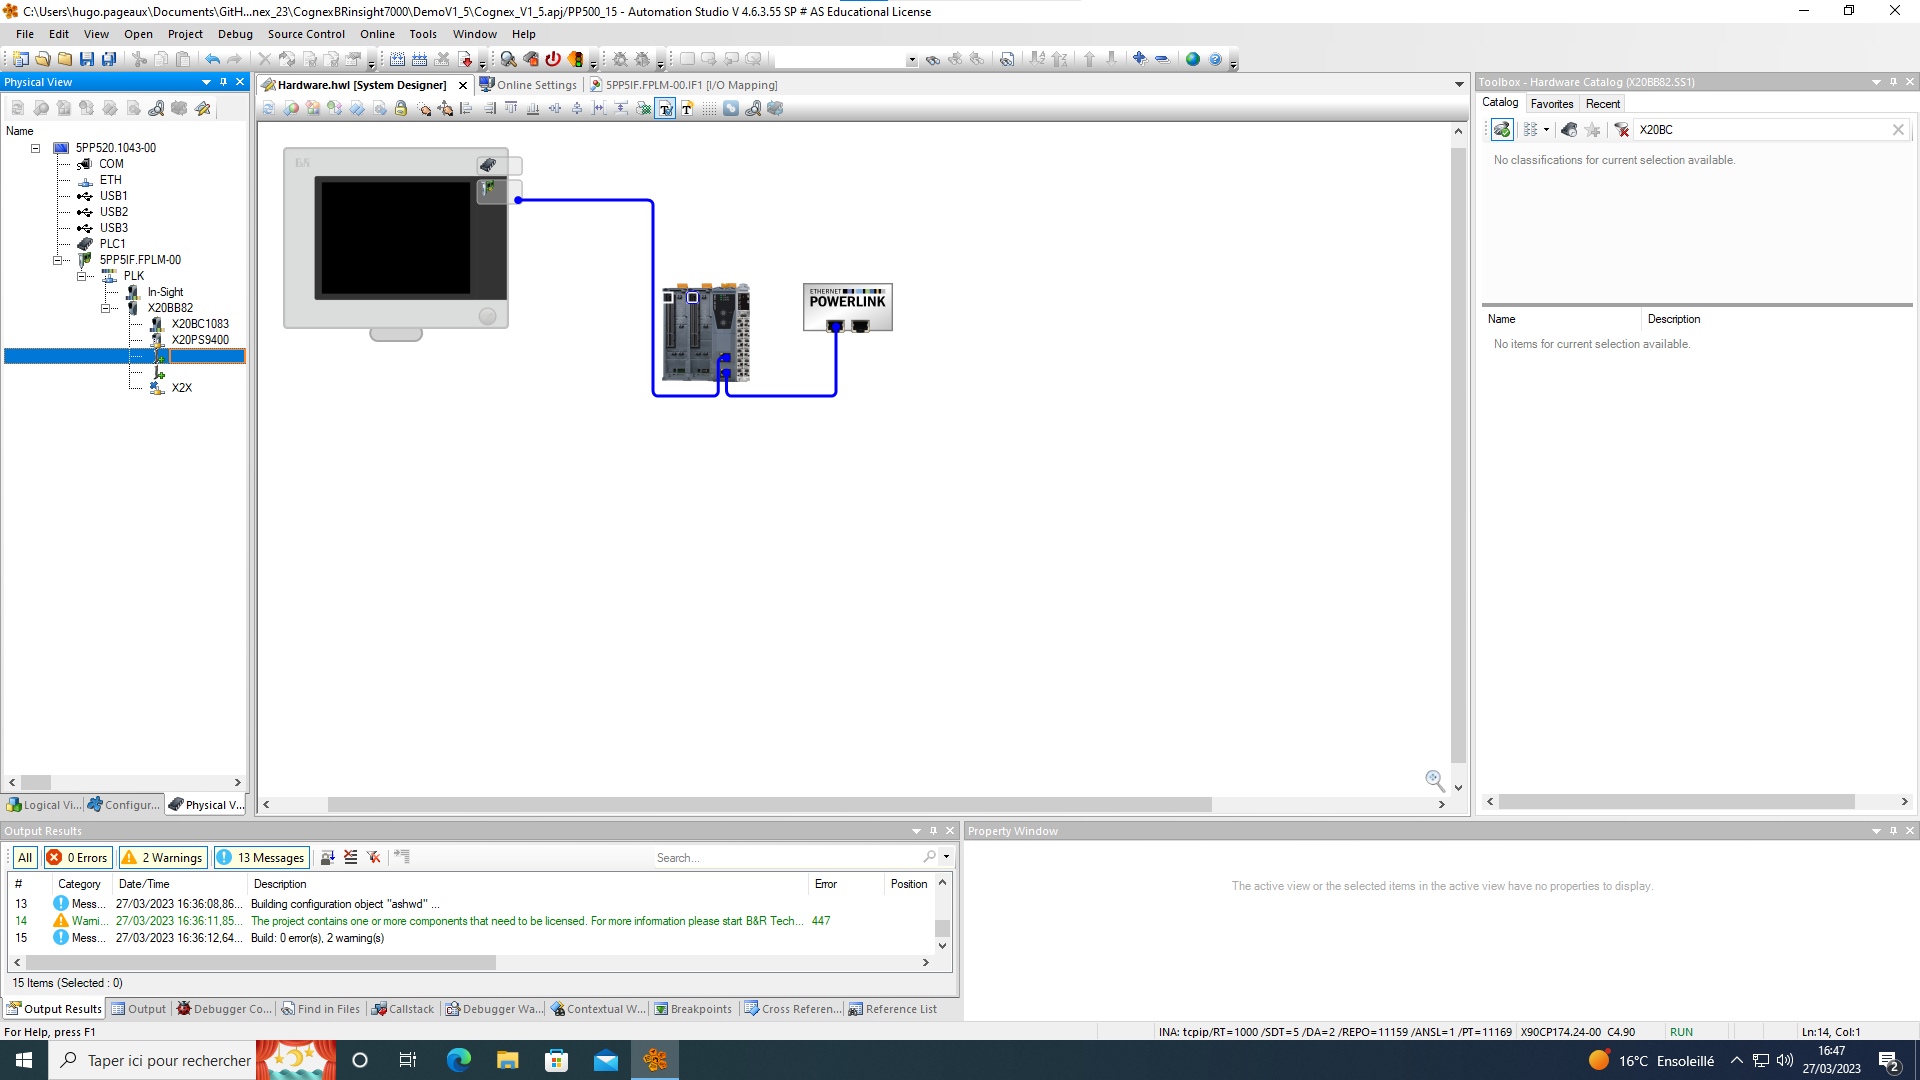 C:\Users\hugo.pageaux\Documents\GitH...nex_23\CognexBRinsight7000\DemoV1_5\Cognex_V1_5.apj/PP500_15 - Automation Studio V 4.6.3.55 SP # AS Educational License
File Edit View Open Project Debug Source Control Online Tools Window Help
Physical View
Hardware.hwl [System Designer]
Online Settings
5PP5IF.FPLM-00.IF1 [I/O Mapping]
Toolbox - Hardware Catalog (X20BB82.SS1)
Catalog Favorites Recent
X20BC
No classifications for current selection available.
Name
5PP520.1043-00
COM
ETH
USB1
USB2
USB3
PLC1
5PP5IF.FPLM-00
PLK
In-Sight
X20BB82
X20BC1083
X20PS9400
X2X
ETHERNET
POWERLINK
Name Description
No items for current selection available.
Logical Vi... Configur... Physical V...
Output Results
Property Window
All 0 Errors 2 Warnings 13 Messages
Search...
# Category Date/Time Description Error Position
13 Mess... 27/03/2023 16:36:08,86... Building configuration object "ashwd" ...
14 Warni... 27/03/2023 16:36:11,85... The project contains one or more components that need to be licensed. For more information please start B&R Tech... 447
15 Mess... 27/03/2023 16:36:12,64... Build: 0 error(s), 2 warning(s)
15 Items (Selected : 0)
The active view or the selected items in the active view have no properties to display.
Output Results Output Debugger Co... Find in Files Callstack Debugger Wa... Contextual W... Breakpoints Cross Referen... Reference List
For Help, press F1
INA: tcpip/RT=1000 /SDT=5 /DA=2 /REPO=11159 /ANSL=1 /PT=11169 X90CP174.24-00 C4.90 RUN Ln:14, Col:1
Taper ici pour rechercher
16°C Ensoleillé
16:47
27/03/2023
2